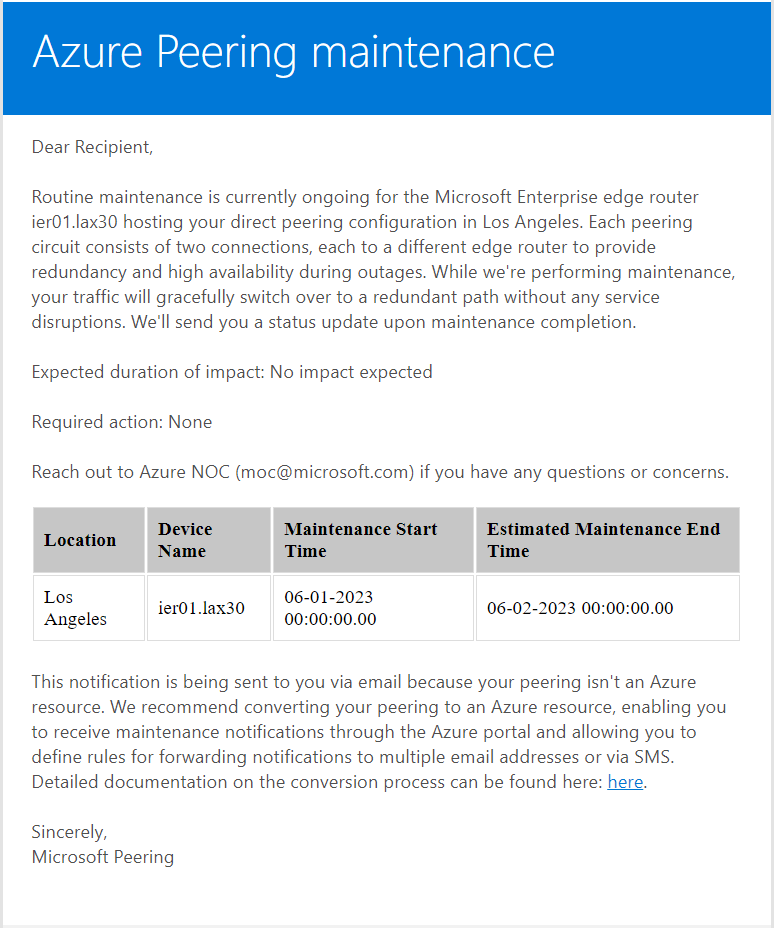 Azure Peering maintenance
Dear Recipient,
Routine maintenance is currently ongoing for the Microsoft Enterprise edge router
ier01.lax30 hosting your direct peering configuration in Los Angeles. Each peering
circuit consists of two connections, each to a different edge router to provide
redundancy and high availability during outages. While we're performing maintenance,
your traffic will gracefully switch over to a redundant path without any service
disruptions. We'll send you a status update upon maintenance completion.
Expected duration of impact: No impact expected
Required action: None
Reach out to Azure NOC (moc@microsoft.com) if you have any questions or concerns.
Location
Device
Name
Maintenance Start
Time
Estimated Maintenance End
Time
Los
Angeles
ier01.lax30
06-01-2023
00:00:00.00
06-02-2023 00:00:00.00
This notification is being sent to you via email because your peering isn't an Azure
resource. We recommend converting your peering to an Azure resource, enabling you
to receive maintenance notifications through the Azure portal and allowing you to
define rules for forwarding notifications to multiple email addresses or via SMS.
Detailed documentation on the conversion process can be found here: here.
Sincerely,
Microsoft Peering